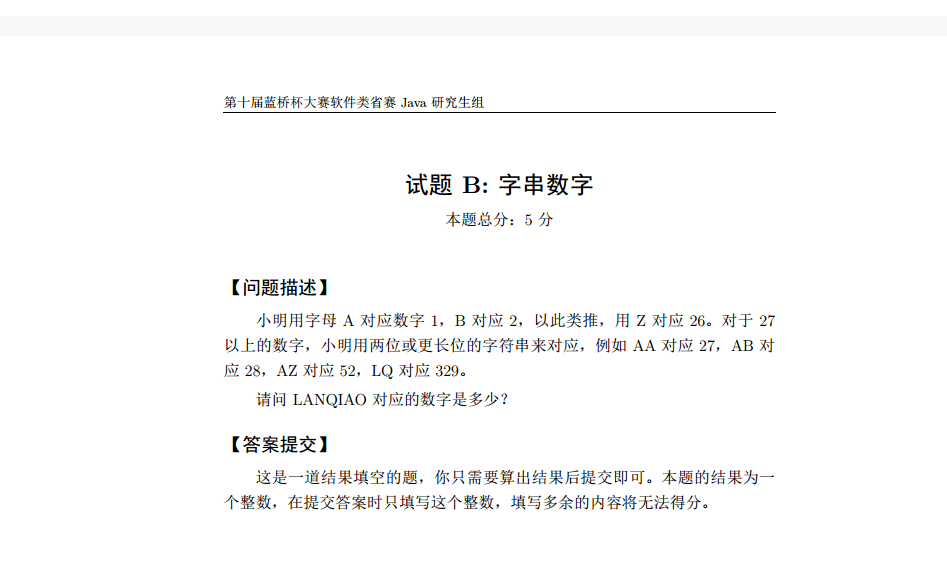 第十届蓝桥杯大赛软件类省赛 Java 研究生组
试题 B: 字串数字
本题总分：5 分
【问题描述】
小明用字母 A 对应数字 1，B 对应 2，以此类推，用 Z 对应 26。对于 27
以上的数字，小明用两位或更长位的字符串来对应，例如 AA 对应 27，AB 对
应 28，AZ 对应 52，LQ 对应 329。
请问 LANQIAO 对应的数字是多少？
【答案提交】
这是一道结果填空的题，你只需要算出结果后提交即可。本题的结果为一
个整数，在提交答案时只填写这个整数，填写多余的内容将无法得分。